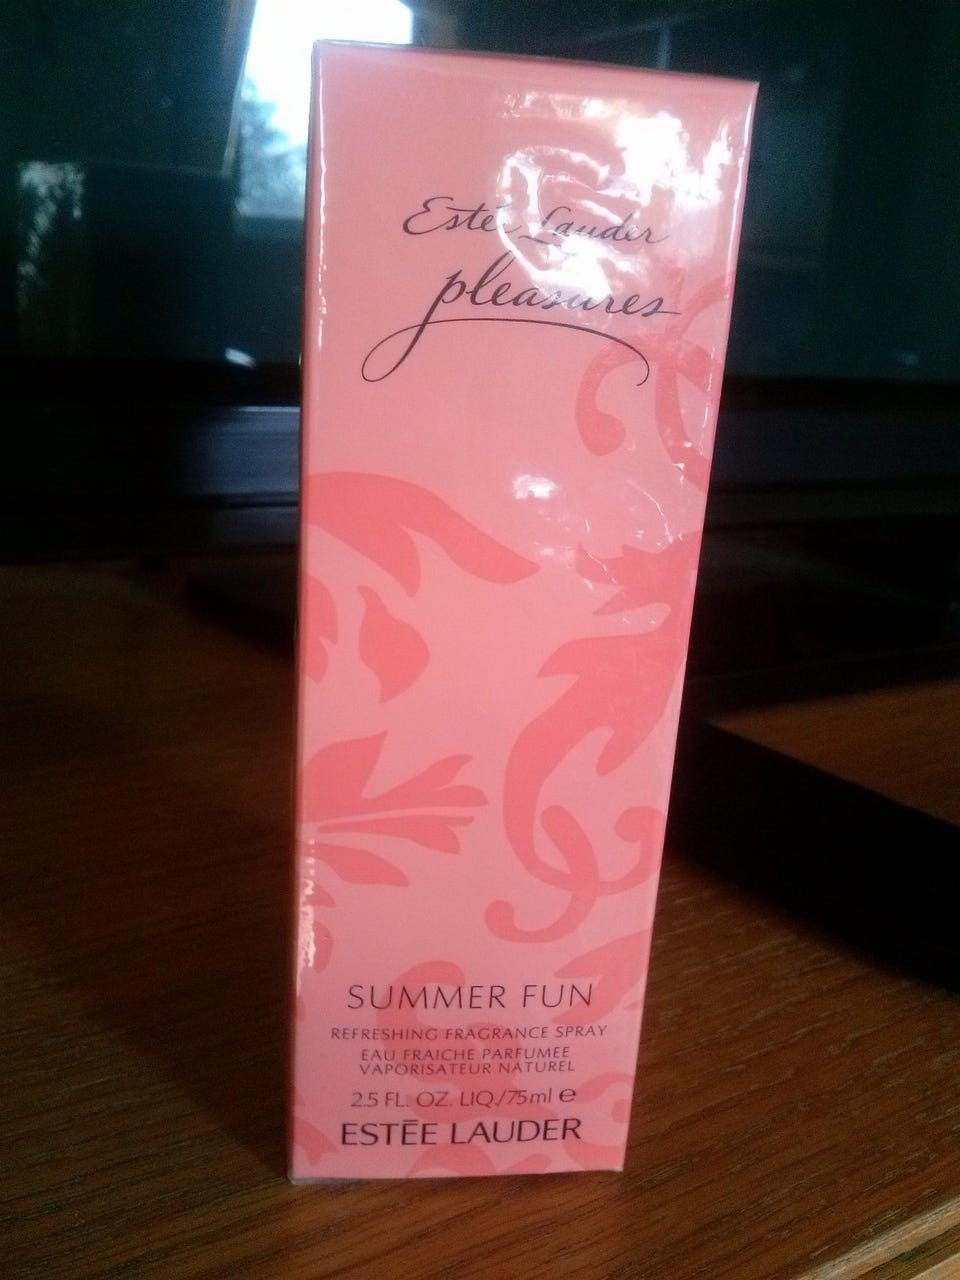 Estée Lauder
pleasures
SUMMER FUN
REFRESHING FRAGRANCE SPRAY
EAU FRAICHE PARFUMEE
VAPORISATEUR NATUREL
2.5 FL. OZ. LIQ./75ml ℮
ESTĒE LAUDER